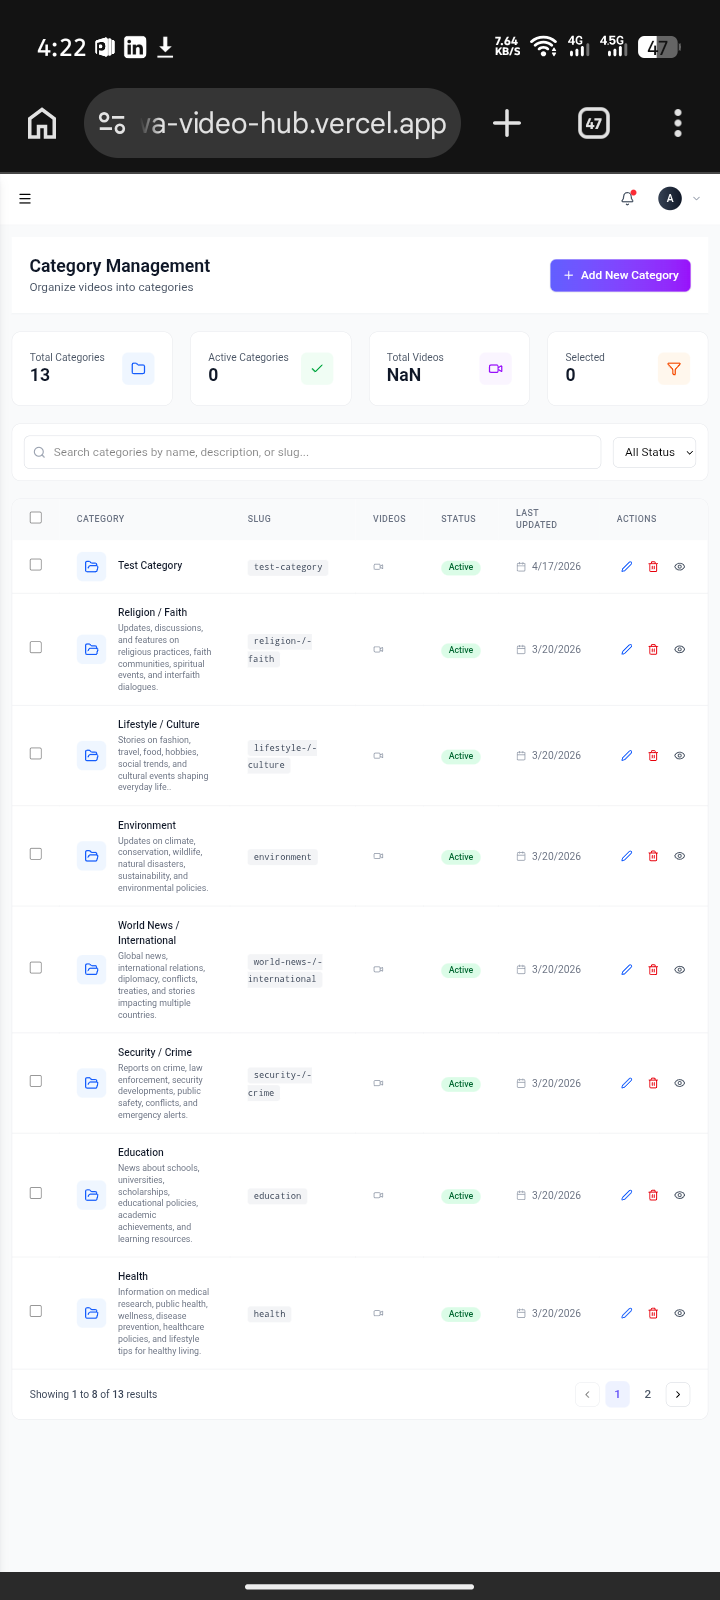 4:22
7.64
KB/S
4G
4.5G
47
va-video-hub.vercel.app
47
A
Category Management
Organize videos into categories
Add New Category
Total Categories
13
Active Categories
0
Total Videos
NaN
Selected
0
Search categories by name, description, or slug...
All Status
CATEGORY
SLUG
VIDEOS
STATUS
LAST
UPDATED
ACTIONS
Test Category
test-category
Active
4/17/2026
Religion / Faith
Updates, discussions,
and features on
religious practices, faith
communities, spiritual
events, and interfaith
dialogues.
religion-/-
faith
Active
3/20/2026
Lifestyle / Culture
Stories on fashion,
travel, food, hobbies,
social trends, and
cultural events shaping
everyday life..
lifestyle-/-
culture
Active
3/20/2026
Environment
Updates on climate,
conservation, wildlife,
natural disasters,
sustainability, and
environmental policies.
environment
Active
3/20/2026
World News /
International
Global news,
international relations,
diplomacy, conflicts,
treaties, and stories
impacting multiple
countries.
world-news-/-
international
Active
3/20/2026
Security / Crime
Reports on crime, law
enforcement, security
developments, public
safety, conflicts, and
emergency alerts.
security-/-
crime
Active
3/20/2026
Education
News about schools,
universities,
scholarships,
educational policies,
academic
achievements, and
learning resources.
education
Active
3/20/2026
Health
Information on medical
research, public health,
wellness, disease
prevention, healthcare
policies, and lifestyle
tips for healthy living.
health
Active
3/20/2026
Showing 1 to 8 of 13 results
1
2